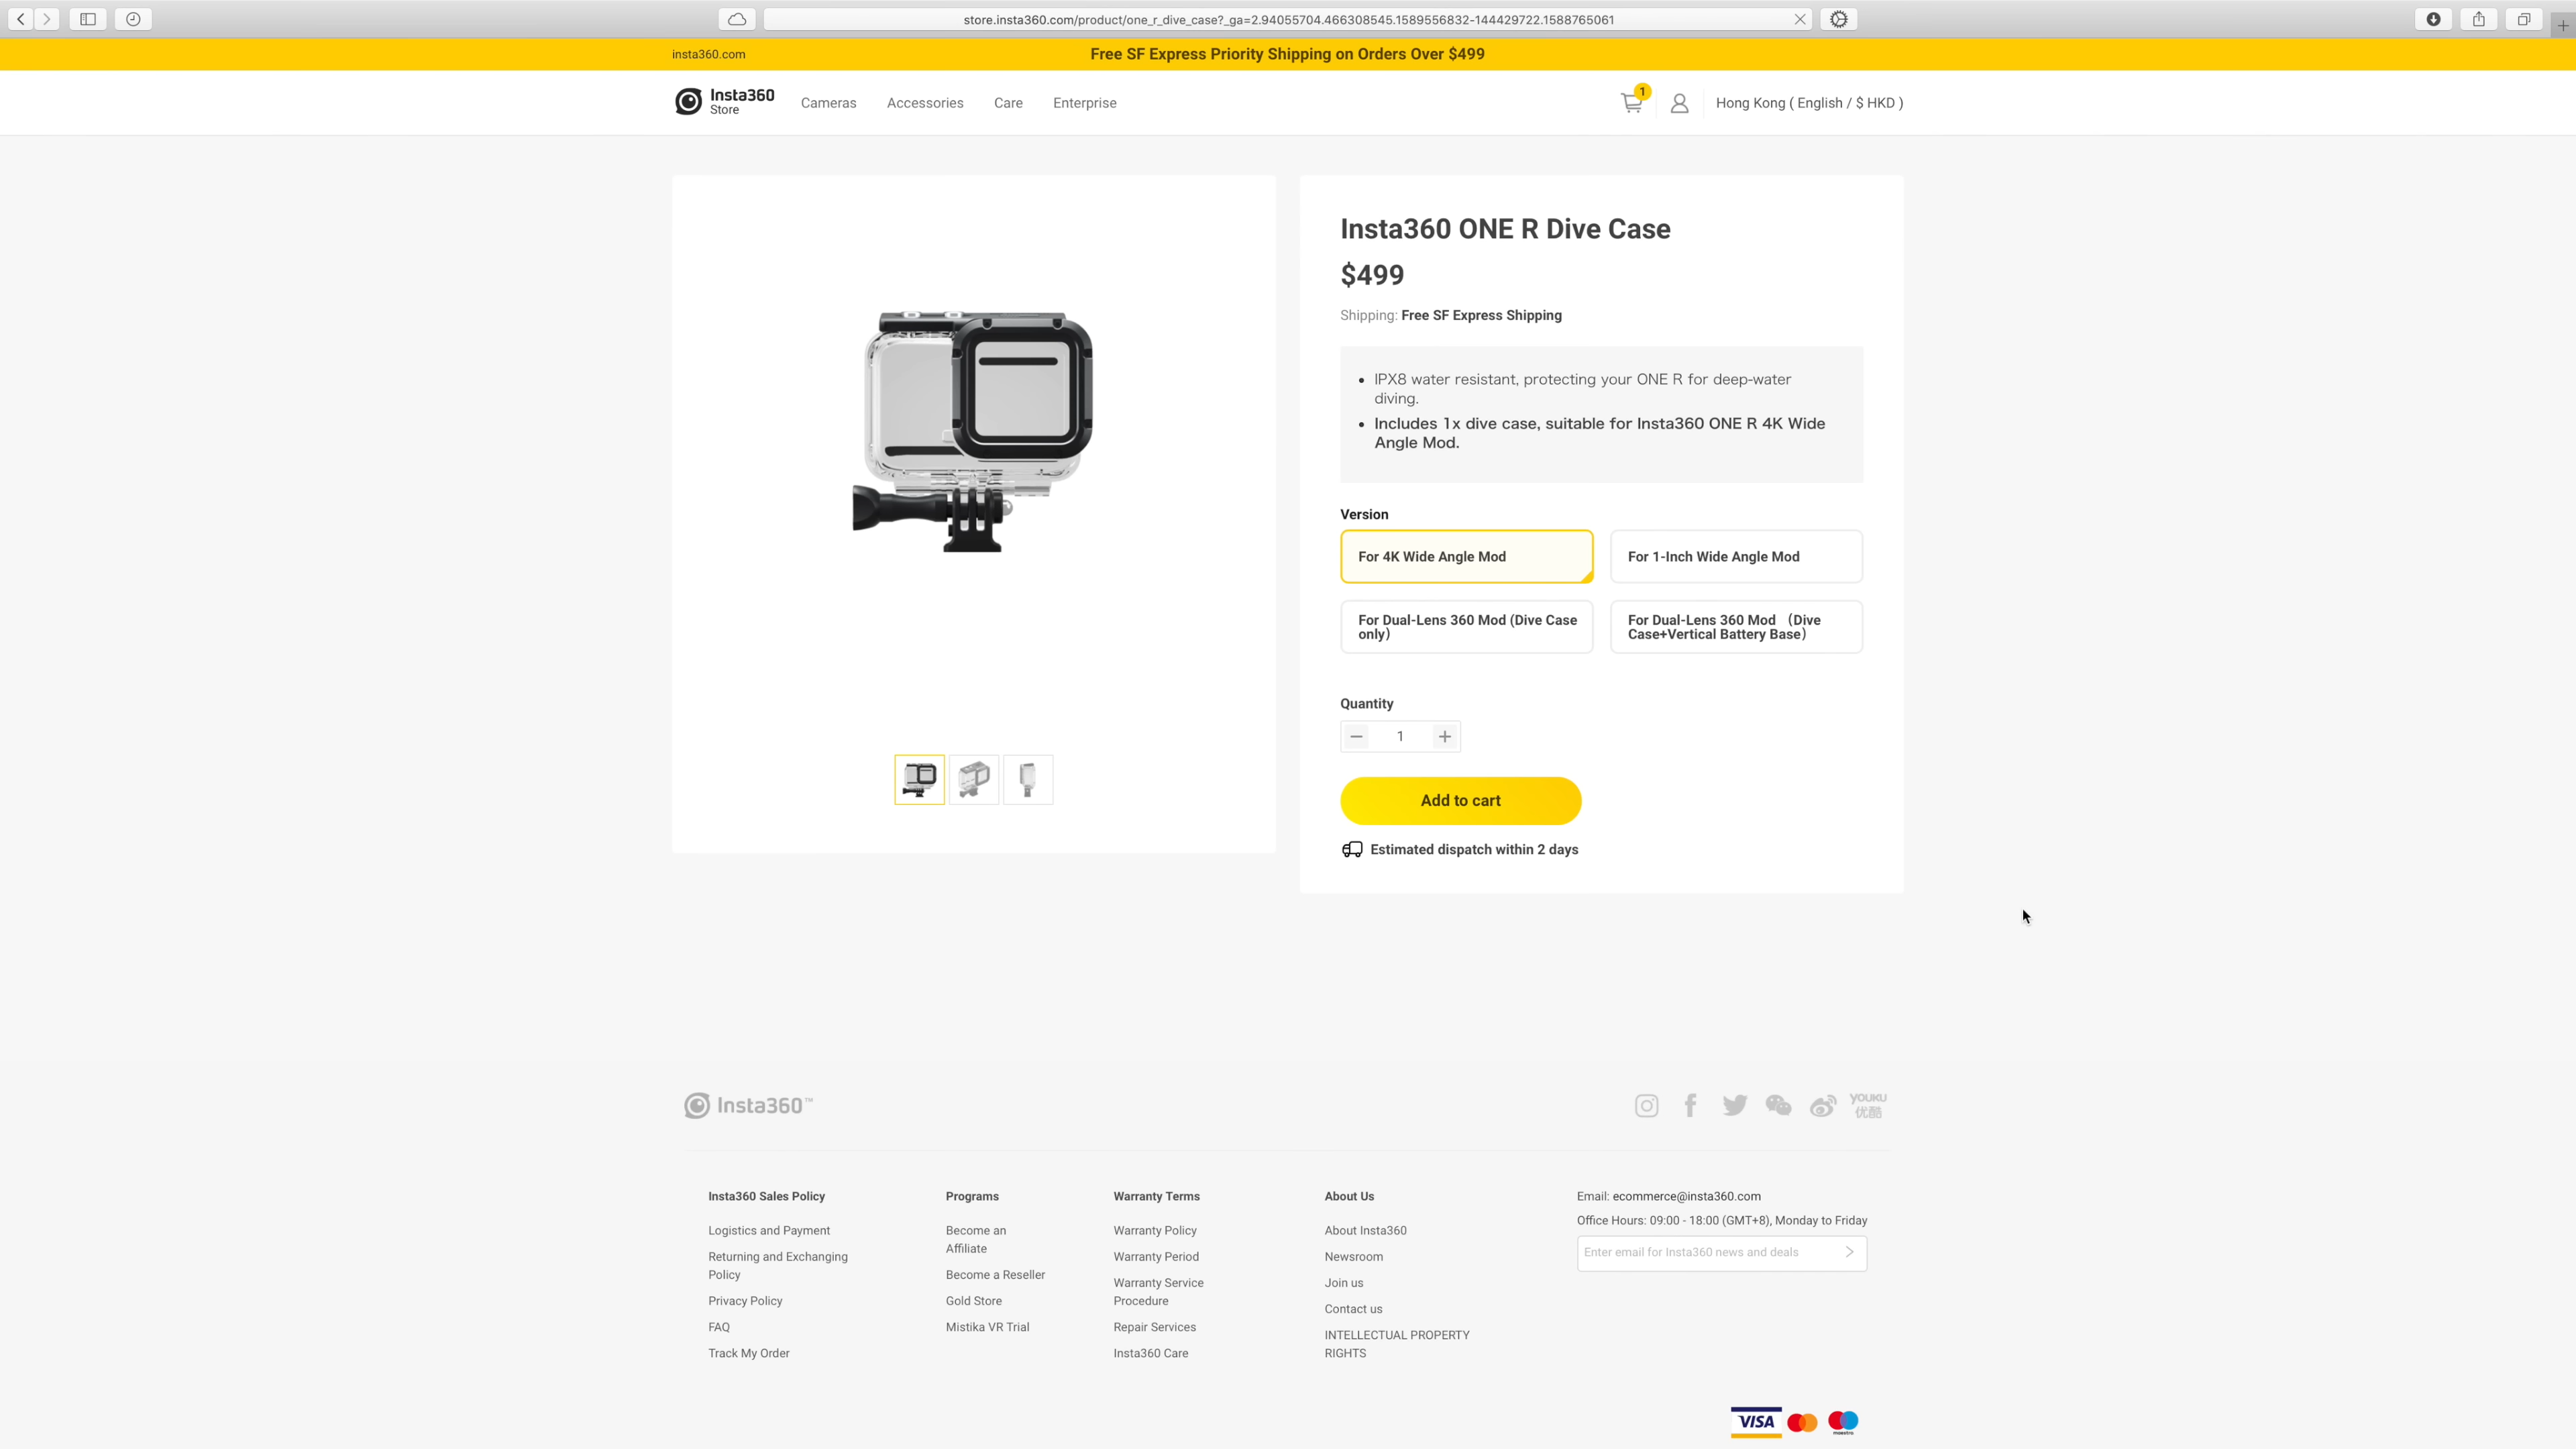 store.insta360.com/product/one_r_dive_case?_ga=2.94055704.466308545.1589556832-144429722.1588765061
insta360.com
Free SF Express Priority Shipping on Orders Over $499
Insta360
Store
Cameras
Accessories
Care
Enterprise
1
Hong Kong ( English / $ HKD )
Insta360 ONE R Dive Case
$499
Shipping: Free SF Express Shipping
• IPX8 water resistant, protecting your ONE R for deep-water
diving.
• Includes 1x dive case, suitable for Insta360 ONE R 4K Wide
Angle Mod.
Version
For 4K Wide Angle Mod
For 1-Inch Wide Angle Mod
For Dual-Lens 360 Mod (Dive Case
only）
For Dual-Lens 360 Mod （Dive
Case+Vertical Battery Base）
Quantity
1
Add to cart
Estimated dispatch within 2 days
Insta360™
YOUKU
优酷
Insta360 Sales Policy
Logistics and Payment
Returning and Exchanging
Policy
Privacy Policy
FAQ
Track My Order
Programs
Become an
Affiliate
Become a Reseller
Gold Store
Mistika VR Trial
Warranty Terms
Warranty Policy
Warranty Period
Warranty Service
Procedure
Repair Services
Insta360 Care
About Us
About Insta360
Newsroom
Join us
Contact us
INTELLECTUAL PROPERTY
RIGHTS
Email: ecommerce@insta360.com
Office Hours: 09:00 - 18:00 (GMT+8), Monday to Friday
Enter email for Insta360 news and deals
VISA
maestro